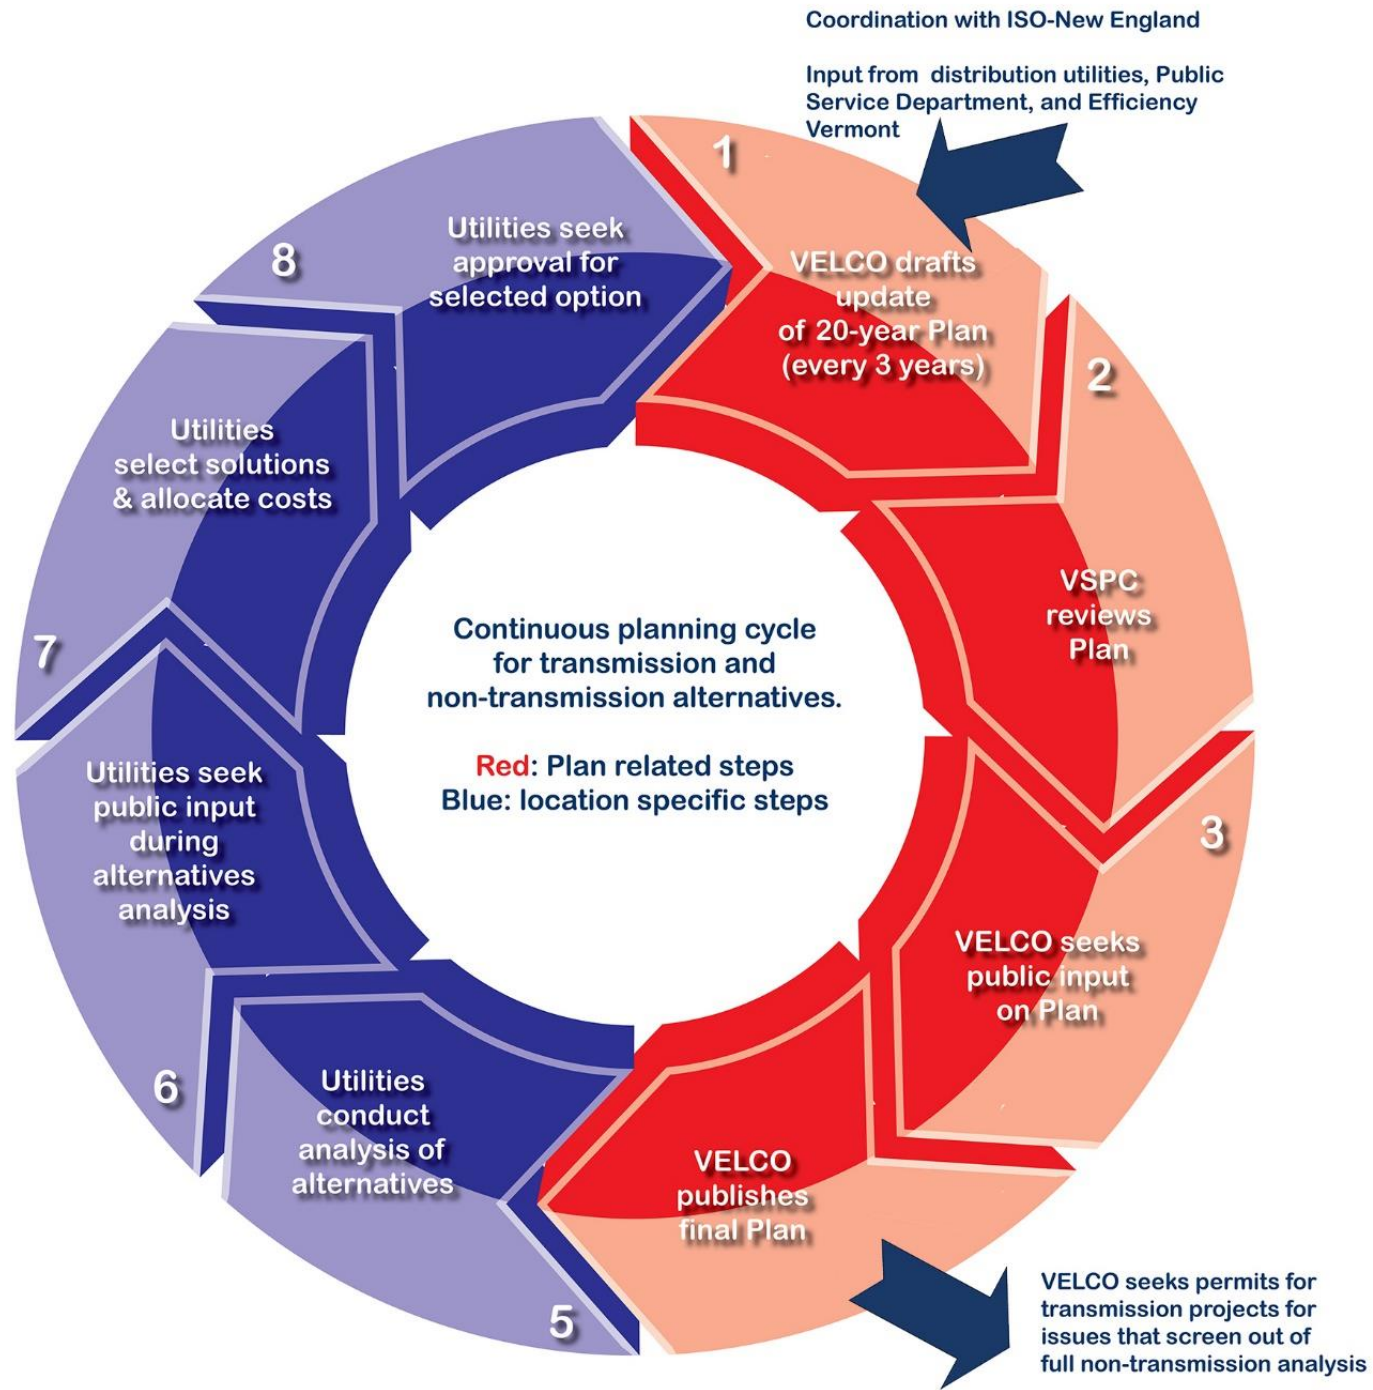 Coordination with ISO-New England
Input from distribution utilities, Public
Service Department, and Efficiency
Vermont
1
VELCO drafts
update
of 20-year Plan
(every 3 years)
2
VSPC
reviews
Plan
3
VELCO seeks
public input
on Plan
VELCO
publishes
final Plan
VELCO seeks permits for
transmission projects for
issues that screen out of
full non-transmission analysis
5
Utilities
conduct
analysis of
alternatives
6
Utilities seek
public input
during
alternatives
analysis
7
Utilities
select solutions
& allocate costs
8
Utilities seek
approval for
selected option
Continuous planning cycle
for transmission and
non-transmission alternatives.
Red: Plan related steps
Blue: location specific steps